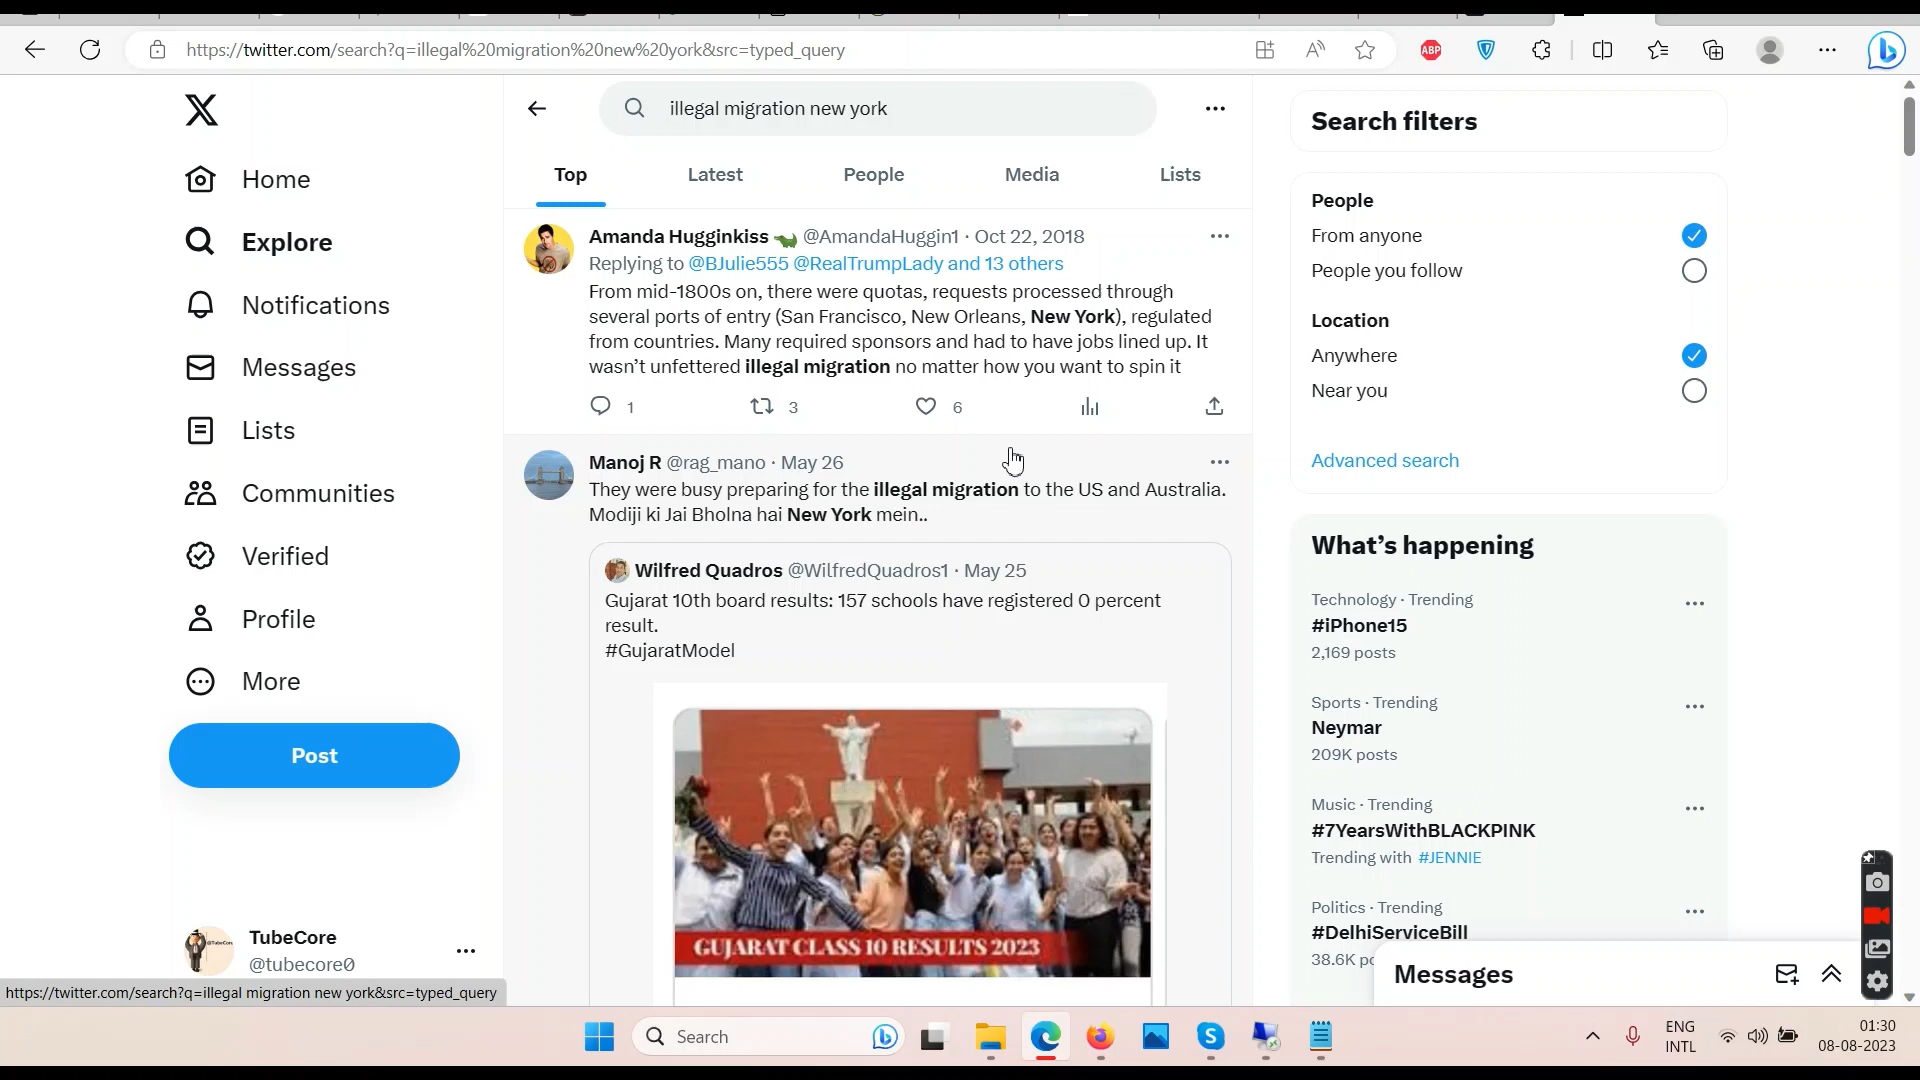 https://twitter.com/search?q=illegal%20migration%20new%20york&src=typed_query
ABP
X
Home
Explore
Notifications
Messages
Lists
Communities
Verified
Profile
More
Post
TubeCore
@tubecore0
https://twitter.com/search?q=illegal migration new york&src=typed_query
illegal migration new york
Top Latest People Media Lists
Amanda Hugginkiss 🐊 @AmandaHuggin1 · Oct 22, 2018
Replying to @BJulie555 @RealTrumpLady and 13 others
From mid-1800s on, there were quotas, requests processed through
several ports of entry (San Francisco, New Orleans, New York), regulated
from countries. Many required sponsors and had to have jobs lined up. It
wasn’t unfettered illegal migration no matter how you want to spin it
1 3 6
Manoj R @rag_mano · May 26
They were busy preparing for the illegal migration to the US and Australia.
Modiji ki Jai Bholna hai New York mein..
Wilfred Quadros @WilfredQuadros1 · May 25
Gujarat 10th board results: 157 schools have registered 0 percent
result.
#GujaratModel
GUJARAT CLASS 10 RESULTS 2023
Search filters
People
From anyone
People you follow
Location
Anywhere
Near you
Advanced search
What’s happening
Technology · Trending
#iPhone15
2,169 posts
Sports · Trending
Neymar
209K posts
Music · Trending
#7YearsWithBLACKPINK
Trending with #JENNIE
Politics · Trending
#DelhiServiceBill
38.6K
Messages
Search
ENG
INTL
01:30
08-08-2023